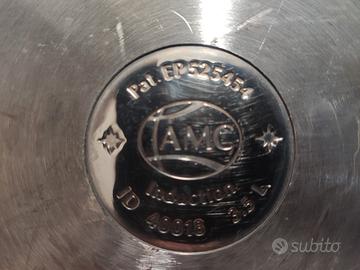 Pat. EP525454
AMC
Induction
ID 40018 3.5 L
subito